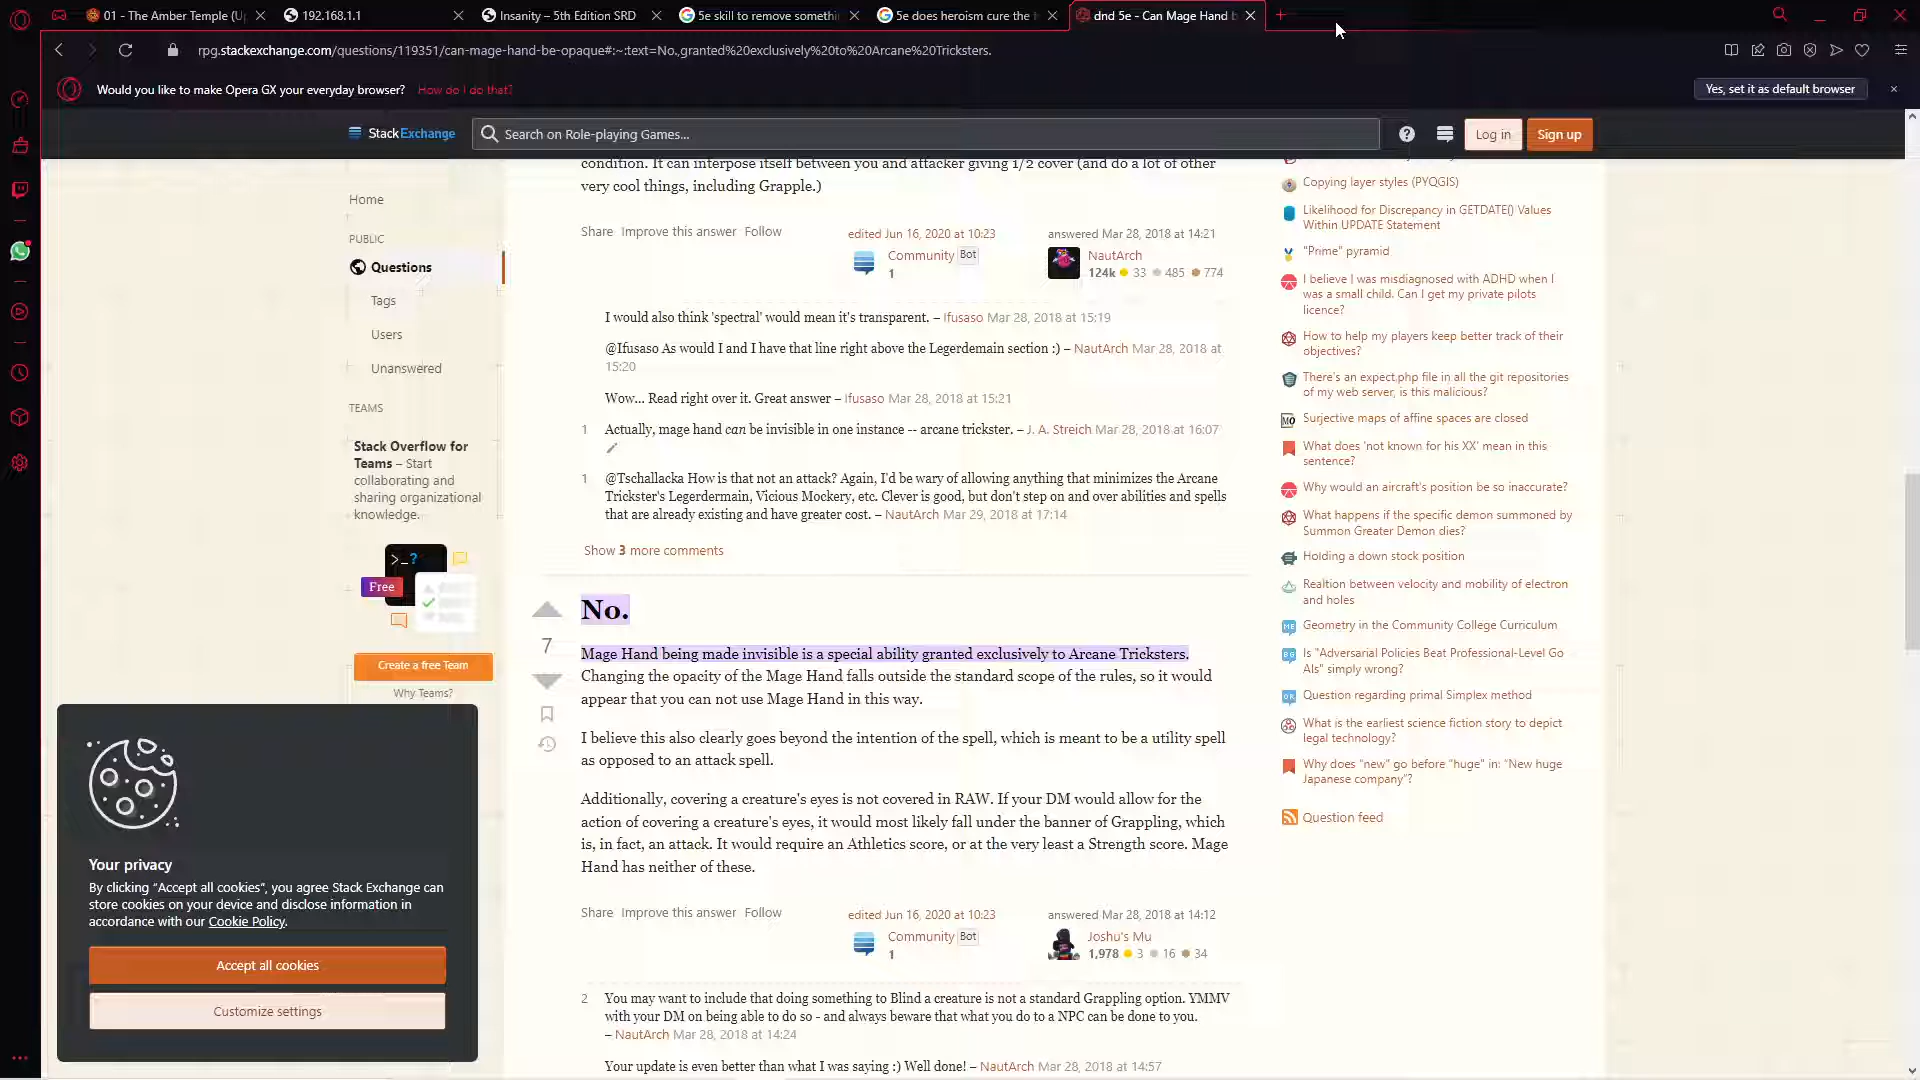 01 - The Amber Temple (U
192.168.1.1
Insanity – 5th Edition SRD
5e skill to remove somethi
5e does heroism cure the
dnd 5e - Can Mage Hand b
rpg.stackexchange.com/questions/119351/can-mage-hand-be-opaque#:~:text=No.,granted%20exclusively%20to%20Arcane%20Tricksters.
Would you like to make Opera GX your everyday browser? How do I do that?
Yes, set it as default browser
StackExchange
Search on Role-playing Games...
Log in
Sign up
condition. It can interpose itself between you and attacker giving 1/2 cover (and do a lot of other
very cool things, including Grapple.)
Home
PUBLIC
Questions
Tags
Users
Unanswered
TEAMS
Stack Overflow for
Teams – Start
collaborating and
sharing organizational
knowledge.
>_?
Free
Create a free Team
Why Teams?
Share Improve this answer Follow
edited Jun 16, 2020 at 10:23
Community Bot
1
answered Mar 28, 2018 at 14:21
NautArch
124k 33 485 774
I would also think 'spectral' would mean it's transparent. – Ifusaso Mar 28, 2018 at 15:19
@Ifusaso As would I and I have that line right above the Legerdemain section :) – NautArch Mar 28, 2018 at
15:20
Wow... Read right over it. Great answer – Ifusaso Mar 28, 2018 at 15:21
1 Actually, mage hand can be invisible in one instance -- arcane trickster. – J. A. Streich Mar 28, 2018 at 16:07
1 @Tschallacka How is that not an attack? Again, I'd be wary of allowing anything that minimizes the Arcane
Trickster's Legerdermain, Vicious Mockery, etc. Clever is good, but don't step on and over abilities and spells
that are already existing and have greater cost. – NautArch Mar 29, 2018 at 17:14
Show 3 more comments
7
No.
Mage Hand being made invisible is a special ability granted exclusively to Arcane Tricksters.
Changing the opacity of the Mage Hand falls outside the standard scope of the rules, so it would
appear that you can not use Mage Hand in this way.
I believe this also clearly goes beyond the intention of the spell, which is meant to be a utility spell
as opposed to an attack spell.
Additionally, covering a creature's eyes is not covered in RAW. If your DM would allow for the
action of covering a creature's eyes, it would most likely fall under the banner of Grappling, which
is, in fact, an attack. It would require an Athletics score, or at the very least a Strength score. Mage
Hand has neither of these.
Share Improve this answer Follow
edited Jun 16, 2020 at 10:23
Community Bot
1
answered Mar 28, 2018 at 14:12
Joshu's Mu
1,978 3 16 34
2 You may want to include that doing something to Blind a creature is not a standard Grappling option. YMMV
with your DM on being able to do so - and always beware that what you do to a NPC can be done to you.
– NautArch Mar 28, 2018 at 14:24
Your update is even better than what I was saying :) Well done! – NautArch Mar 28, 2018 at 14:57
Copying layer styles (PYQGIS)
Likelihood for Discrepancy in GETDATE() Values
Within UPDATE Statement
"Prime" pyramid
I believe I was misdiagnosed with ADHD when I
was a small child. Can I get my private pilots
licence?
How to help my players keep better track of their
objectives?
There's an expect.php file in all the git repositories
of my web server, is this malicious?
MO
Surjective maps of affine spaces are closed
What does 'not known for his XX' mean in this
sentence?
Why would an aircraft's position be so inaccurate?
What happens if the specific demon summoned by
Summon Greater Demon dies?
Holding a down stock position
Realtion between velocity and mobility of electron
and holes
ME
Geometry in the Community College Curriculum
Is "Adversarial Policies Beat Professional-Level Go
AIs" simply wrong?
Question regarding primal Simplex method
What is the earliest science fiction story to depict
legal technology?
Why does "new" go before "huge" in: “New huge
Japanese company”?
Question feed
Your privacy
By clicking “Accept all cookies”, you agree Stack Exchange can
store cookies on your device and disclose information in
accordance with our Cookie Policy.
Accept all cookies
Customize settings